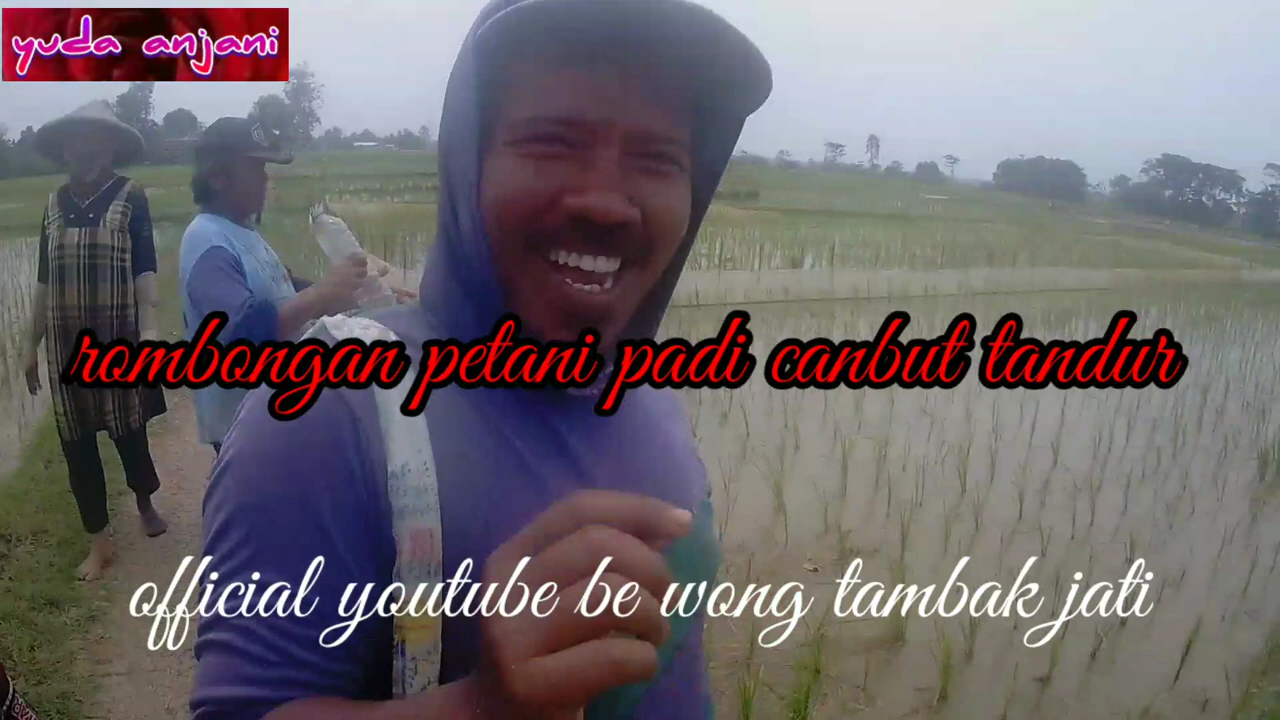 yuda anjani
rombongan petani padi canbut tandur
official youtube be wong tambak jati